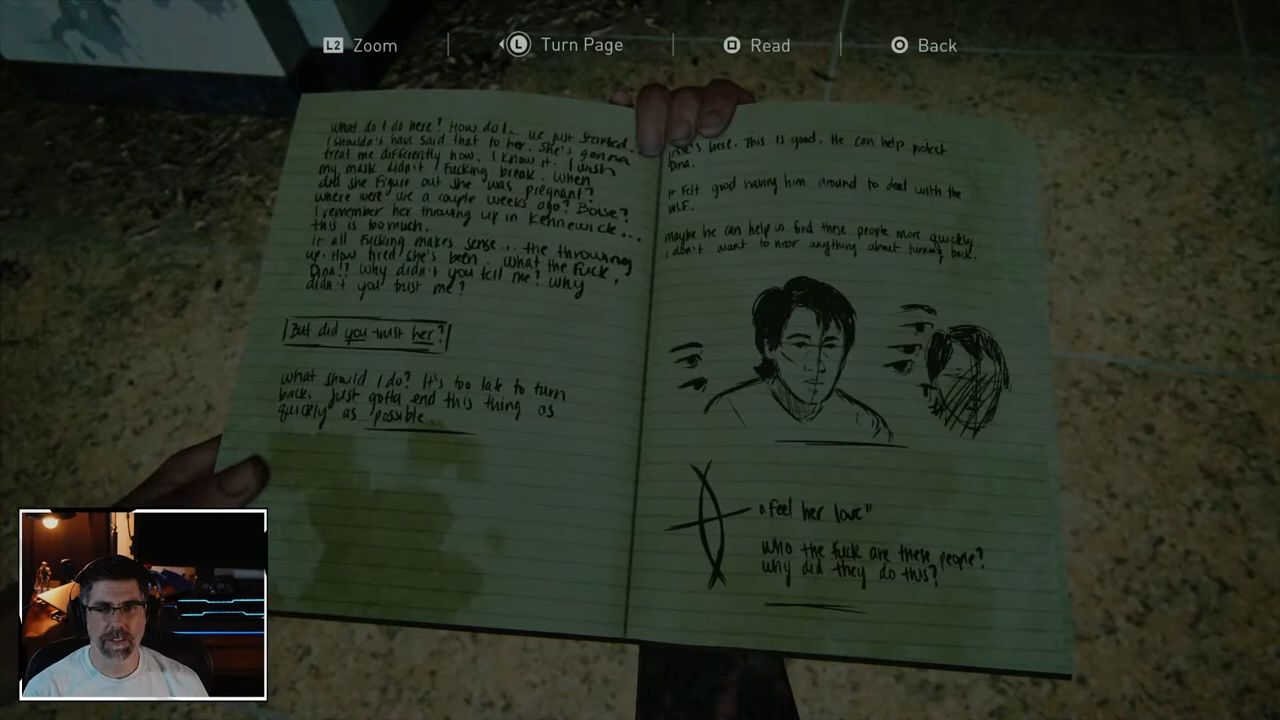 L2 Zoom
L Turn Page
Read
Back
What do I do here? How do I... we just started.
I shouldn't have said that to her. She's gonna
treat me differently now. I know it. I wish
my mask didn't fucking break. When
did she figure out she was pregnant?
where were we a couple weeks ago? Boise?
I remember her throwing up in Kennewick...
this is too much.
It all fucking makes sense... the throwing
up. How tired she's been. What the fuck,
Dina!! Why didn't you tell me? Why
didn't you trust me?
But did you trust her?
What should I do? It's too late to turn
back. Just gotta end this thing as
quickly as possible.
Jesse's here. This is good. He can help protect
Dina.
It felt good having him around to deal with the
WLF.
maybe he can help us find these people more quickly
I don't want to hear anything about turning back.
"Feel her love"
Who the fuck are these people?
Why did they do this?